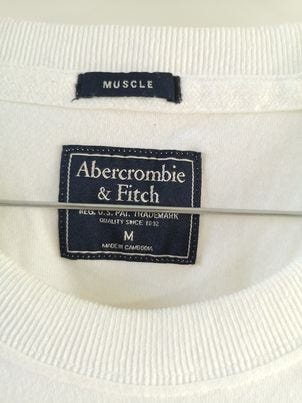 MUSCLE
Abercrombie
& Fitch
REG. U.S. PAT. TRADEMARK
QUALITY SINCE 1892
M
MADE IN CAMBODIA